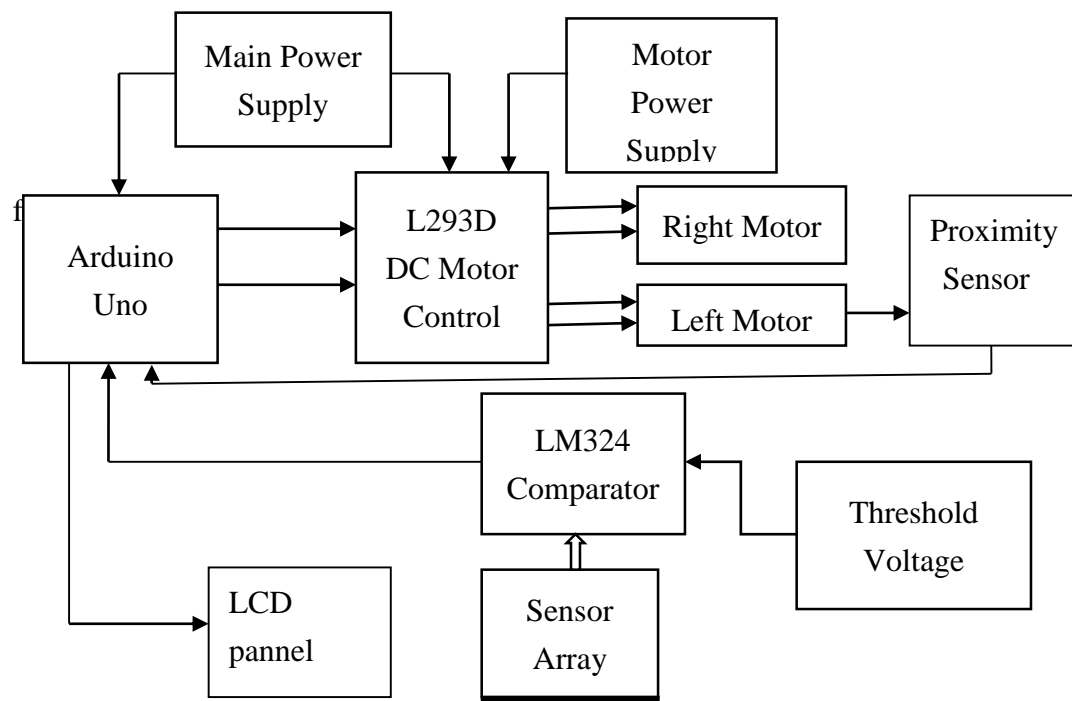 Main Power
Supply
Motor
Power
Supply
f
Arduino
Uno
L293D
DC Motor
Control
Right Motor
Left Motor
Proximity
Sensor
LM324
Comparator
Threshold
Voltage
LCD
pannel
Sensor
Array